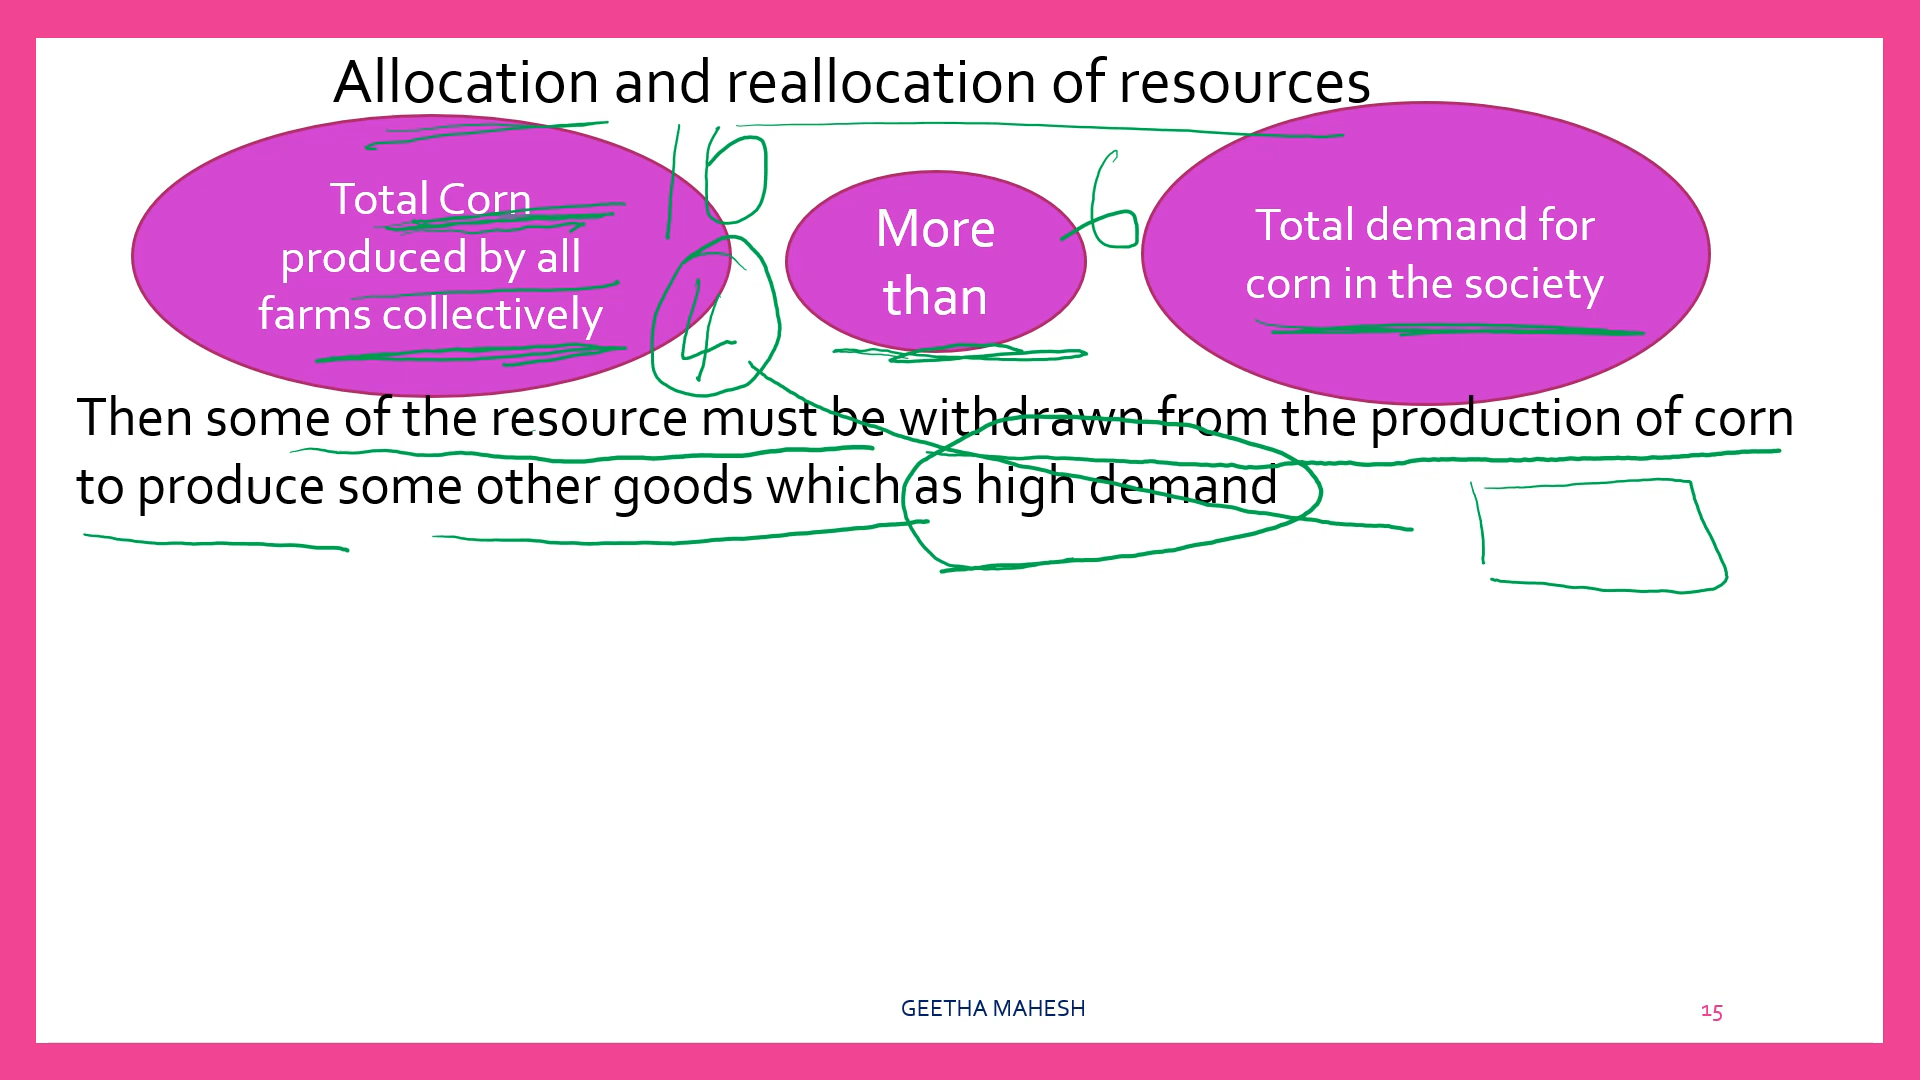 Allocation and reallocation of resources
Total Corn
produced by all
farms collectively
10
4
More
than
6
Total demand for
corn in the society
Then some of the resource must be withdrawn from the production of corn
to produce some other goods which as high demand
GEETHA MAHESH
15